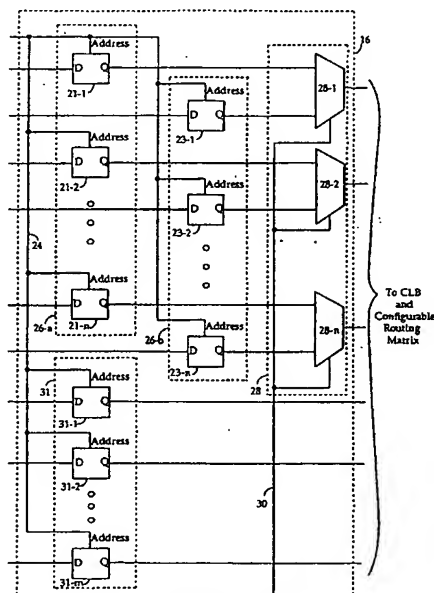 16
Address
D Q
21-1
28-1
Address
D Q
23-1
Address
D Q
21-2
28-2
Address
D Q
23-2
24
To CLB
and
Configurable
Routing
Matrix
Address
D Q
21-n
26-a
28-n
26-b
Address
D Q
23-n
28
31
Address
D Q
31-1
Address
D Q
31-2
30
Address
D Q
31-m